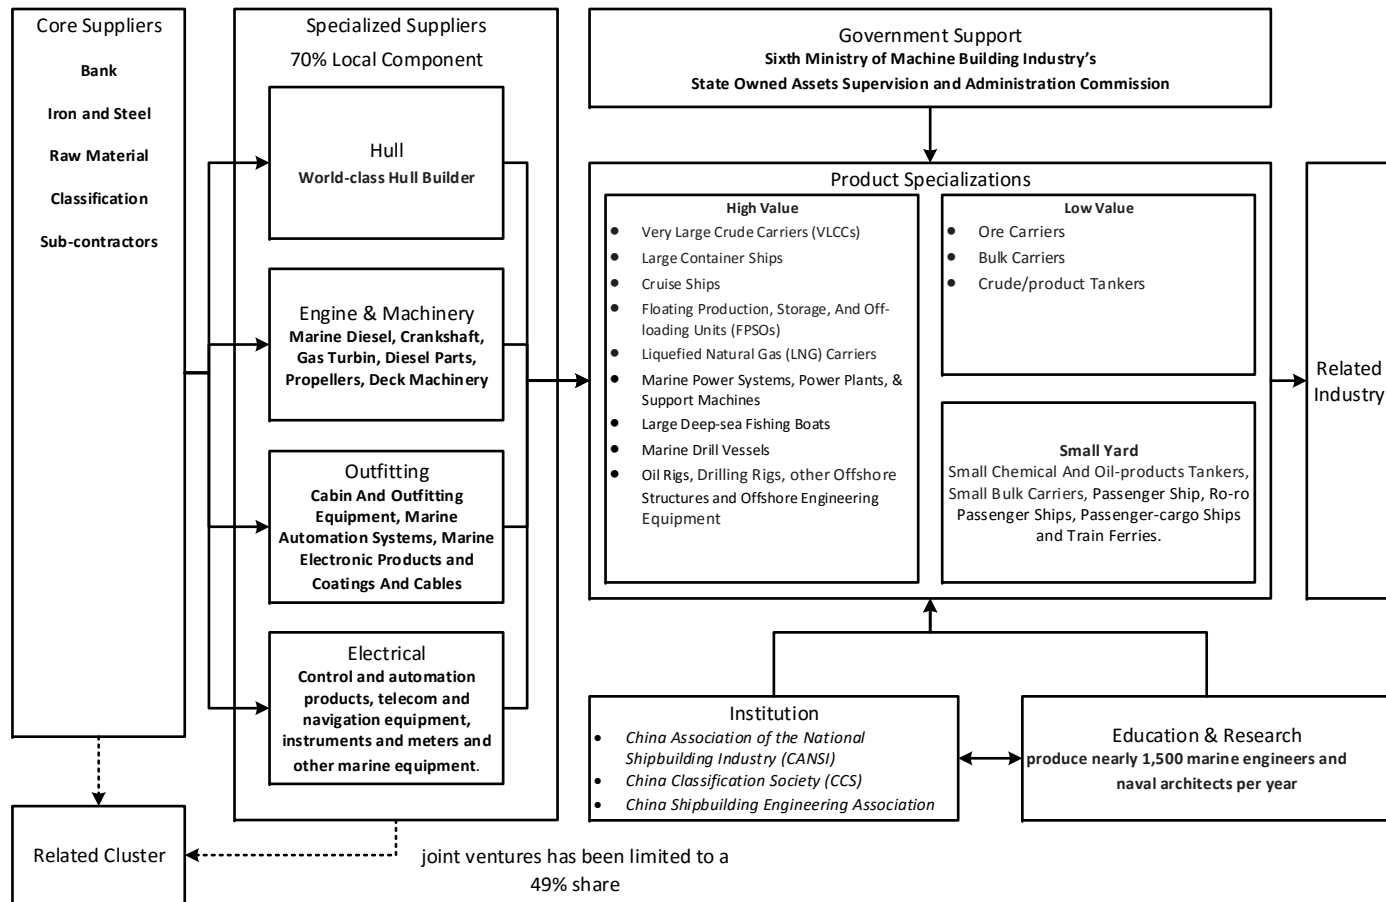 Core Suppliers
Bank
Iron and Steel
Raw Material
Classification
Sub-contractors
Specialized Suppliers
70% Local Component
Hull
World-class Hull Builder
Engine & Machinery
Marine Diesel, Crankshaft,
Gas Turbin, Diesel Parts,
Propellers, Deck Machinery
Outfitting
Cabin And Outfitting
Equipment, Marine
Automation Systems, Marine
Electronic Products and
Coatings And Cables
Electrical
Control and automation
products, telecom and
navigation equipment,
instruments and meters and
other marine equipment.
Government Support
Sixth Ministry of Machine Building Industry's
State Owned Assets Supervision and Administration Commission
Product Specializations
High Value
• Very Large Crude Carriers (VLCCs)
• Large Container Ships
• Cruise Ships
• Floating Production, Storage, And Off-
loading Units (FPSOs)
• Liquefied Natural Gas (LNG) Carriers
• Marine Power Systems, Power Plants, &
Support Machines
• Large Deep-sea Fishing Boats
• Marine Drill Vessels
• Oil Rigs, Drilling Rigs, other Offshore
Structures and Offshore Engineering
Equipment
Low Value
• Ore Carriers
• Bulk Carriers
• Crude/product Tankers
Small Yard
Small Chemical And Oil-products Tankers,
Small Bulk Carriers, Passenger Ship, Ro-ro
Passenger Ships, Passenger-cargo Ships
and Train Ferries.
Related
Industry
Institution
• China Association of the National
Shipbuilding Industry (CANSI)
• China Classification Society (CCS)
• China Shipbuilding Engineering Association
Education & Research
produce nearly 1,500 marine engineers and
naval architects per year
Related Cluster
joint ventures has been limited to a
49% share